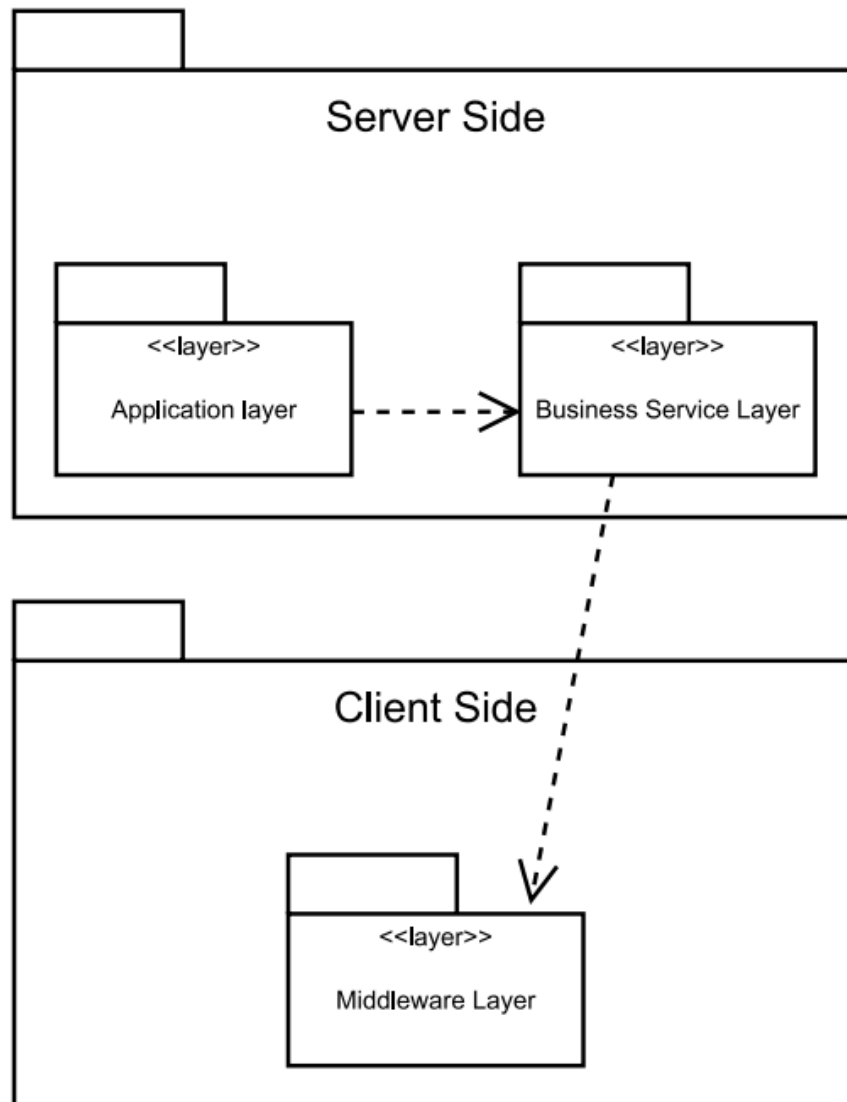 Server Side
<<layer>>
Application layer
<<layer>>
Business Service Layer
Client Side
<<layer>>
Middleware Layer